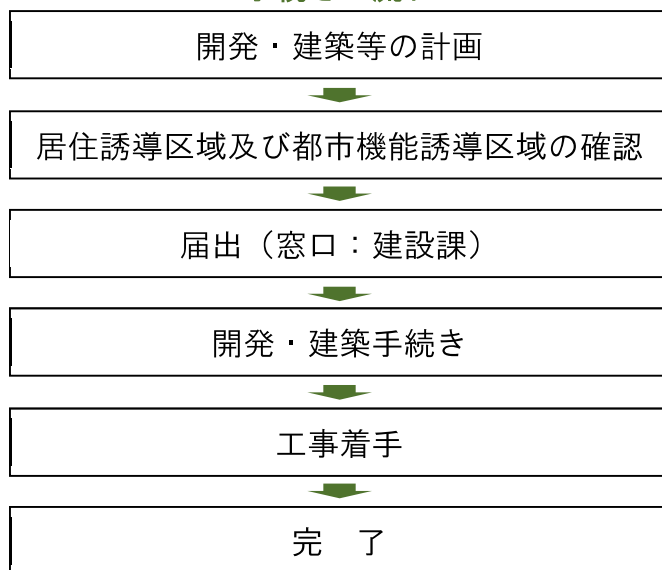 開発・建築等の計画
居住誘導区域及び都市機能誘導区域の確認
届出（窓口：建設課）
開発・建築手続き
工事着手
完　了